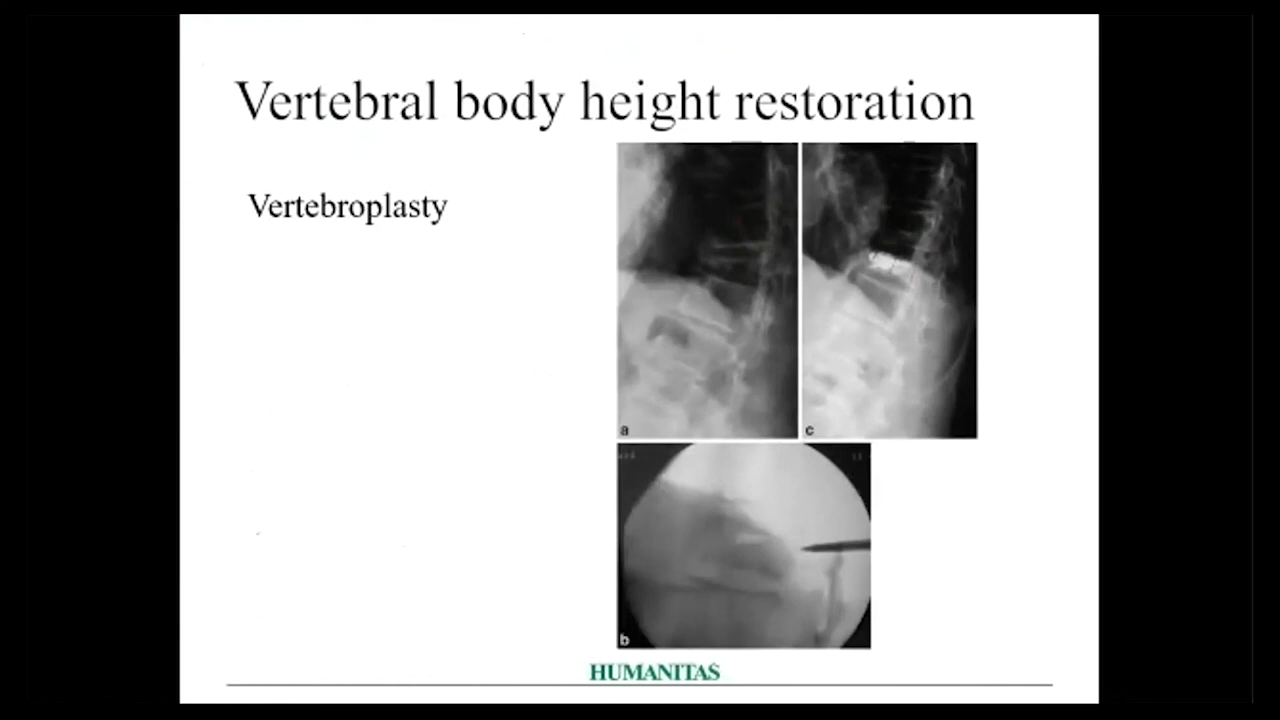 Vertebral body height restoration
Vertebroplasty
a
c
b
HUMANITAS